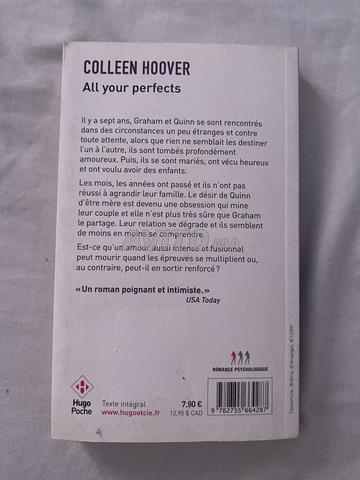 COLLEEN HOOVER
All your perfects
Il y a sept ans, Graham et Quinn se sont rencontrés
dans des circonstances un peu étranges et contre
toute attente, alors que rien ne semblait les destiner
l'un à l'autre, ils sont tombés profondément
amoureux. Puis, ils se sont mariés, ont vécu heureux
et ont voulu avoir des enfants.
Les mois, les années ont passé et ils n'ont pas
réussi à agrandir leur famille. Le désir de Quinn
d'être mère est devenu une obsession qui mine
leur couple et elle n'est plus très sûre que Graham
le partage. Leur relation se dégrade et ils semblent
de moins en moins se comprendre.
Est-ce qu'un amour aussi intense et fusionnel
peut mourir quand les épreuves se multiplient ou,
au contraire, peut-il en sortir renforcé ?
« Un roman poignant et intimiste. »
USA Today
ROMANCE PSYCHOLOGIQUE
Hugo
Poche
Texte intégral
www.hugoetcie.fr
7,90 €
12,95 $ CAD
9 782755 664287